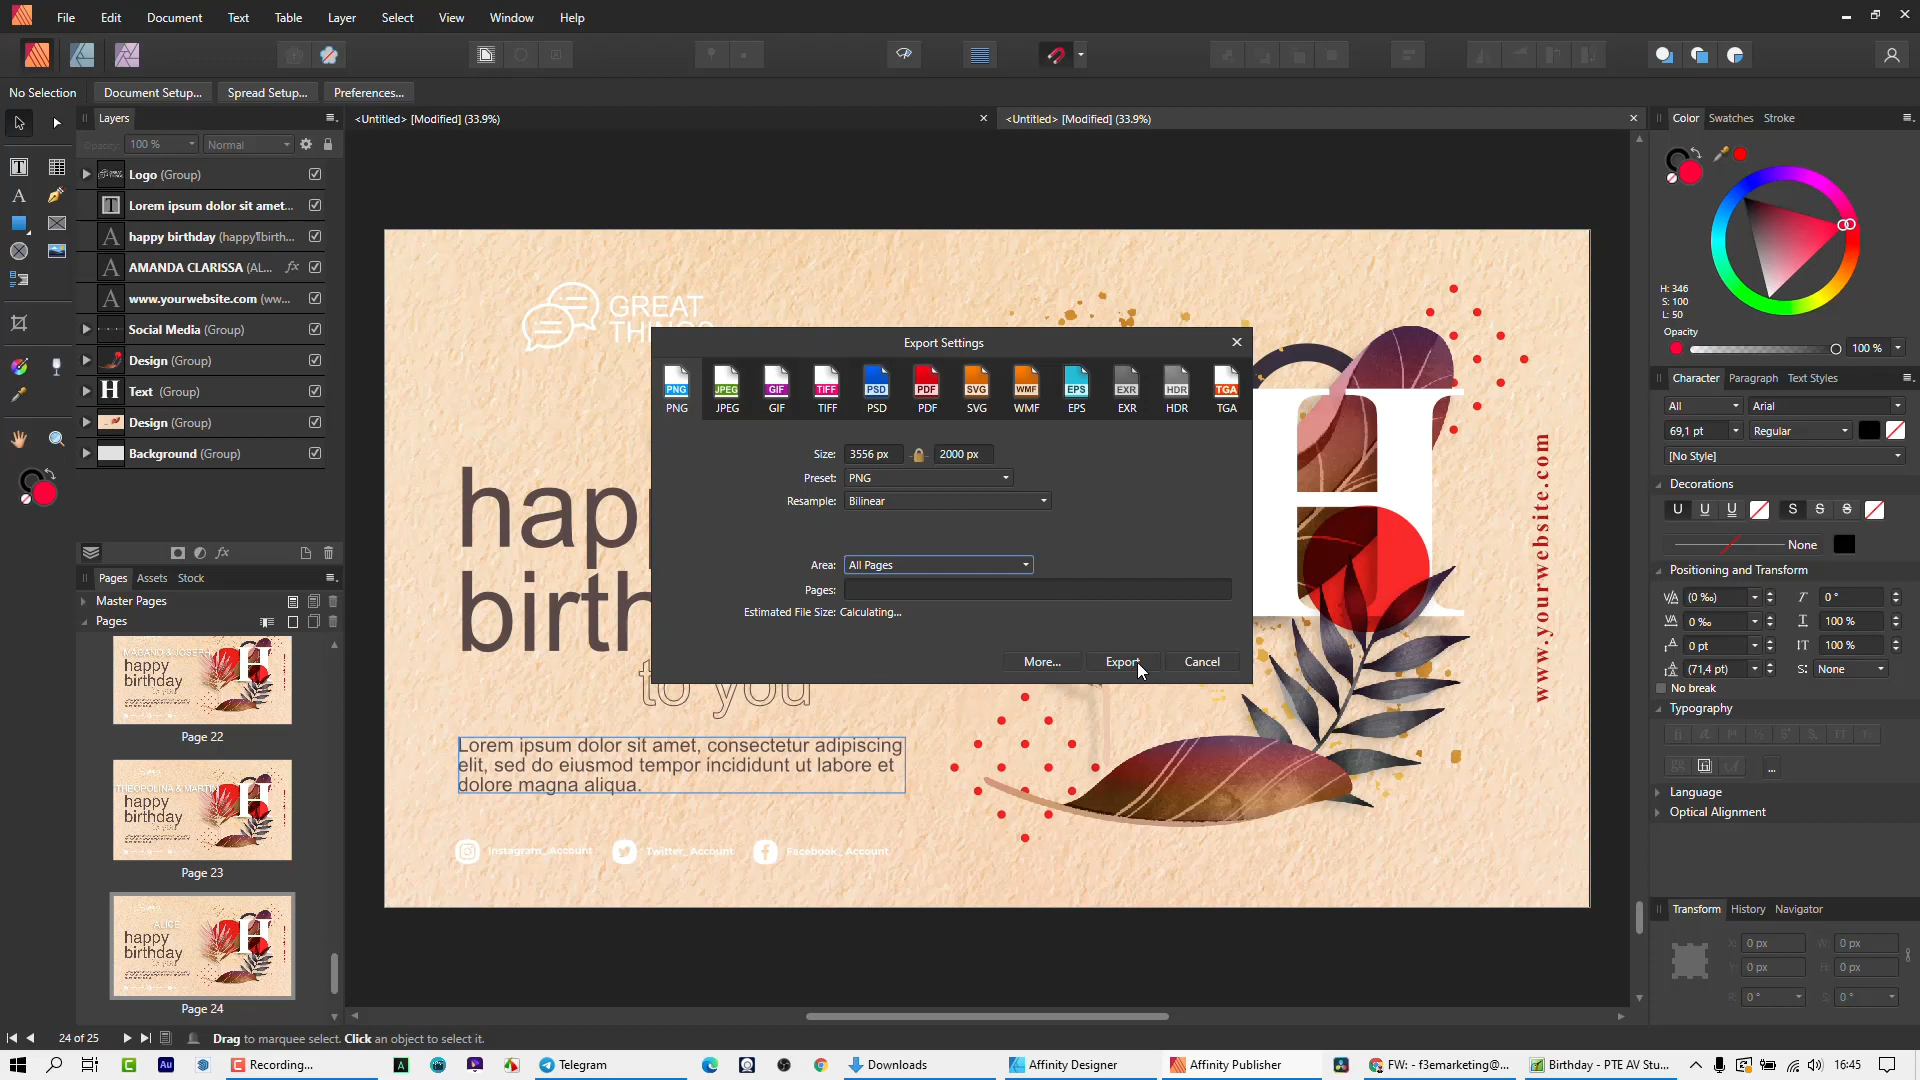 File Edit Document Text Table Layer Select View Window Help
No Selection Document Setup... Spread Setup... Preferences...
Layers
Opacity: 100 % Normal
Logo (Group)
Lorem ipsum dolor sit amet...
happy birthday (happy¶birth...
AMANDA CLARISSA (AL... fx
www.yourwebsite.com (ww...
Social Media (Group)
Design (Group)
Text (Group)
Design (Group)
Background (Group)
Pages Assets Stock
Master Pages
Pages
happy
birthday
Page 22
THEOPOLINA & MARTIN
happy
birthday
to you
Page 23
ALICE
happy
birthday
to you
Page 24
24 of 25
Drag to marquee select. Click an object to select it.
<Untitled> [Modified] (33.9%)
<Untitled> [Modified] (33.9%)
GREAT
THINGS
happ
birth
to you
Lorem ipsum dolor sit amet, consectetur adipiscing
elit, sed do eiusmod tempor incididunt ut labore et
dolore magna aliqua.
Instagram_Account Twitter_Account Facebook_Account
H
www.yourwebsite.com
Export Settings
PNG JPEG GIF TIFF PSD PDF SVG WMF EPS EXR HDR TGA
PNG JPEG GIF TIFF PSD PDF SVG WMF EPS EXR HDR TGA
Size: 3556 px 2000 px
Preset: PNG
Resample: Bilinear
Area: All Pages
Pages:
Estimated File Size: Calculating...
More... Export Cancel
Color Swatches Stroke
H: 346
S: 100
L: 50
Opacity
100 %
Character Paragraph Text Styles
All Arial
69,1 pt Regular
[No Style]
Decorations
U U U S S S
None
Positioning and Transform
(0 ‰) 0 °
0 ‰ 100 %
0 pt 100 %
(71,4 pt) S: None
No break
Typography
...
Language
Optical Alignment
Transform History Navigator
X: 0 px W: 0 px
Y: 0 px H: 0 px
R: 0 ° S: 0 °
Recording... Telegram Downloads Affinity Designer Affinity Publisher FW: - f3emarketing@... Birthday - PTE AV Stu... 16:45